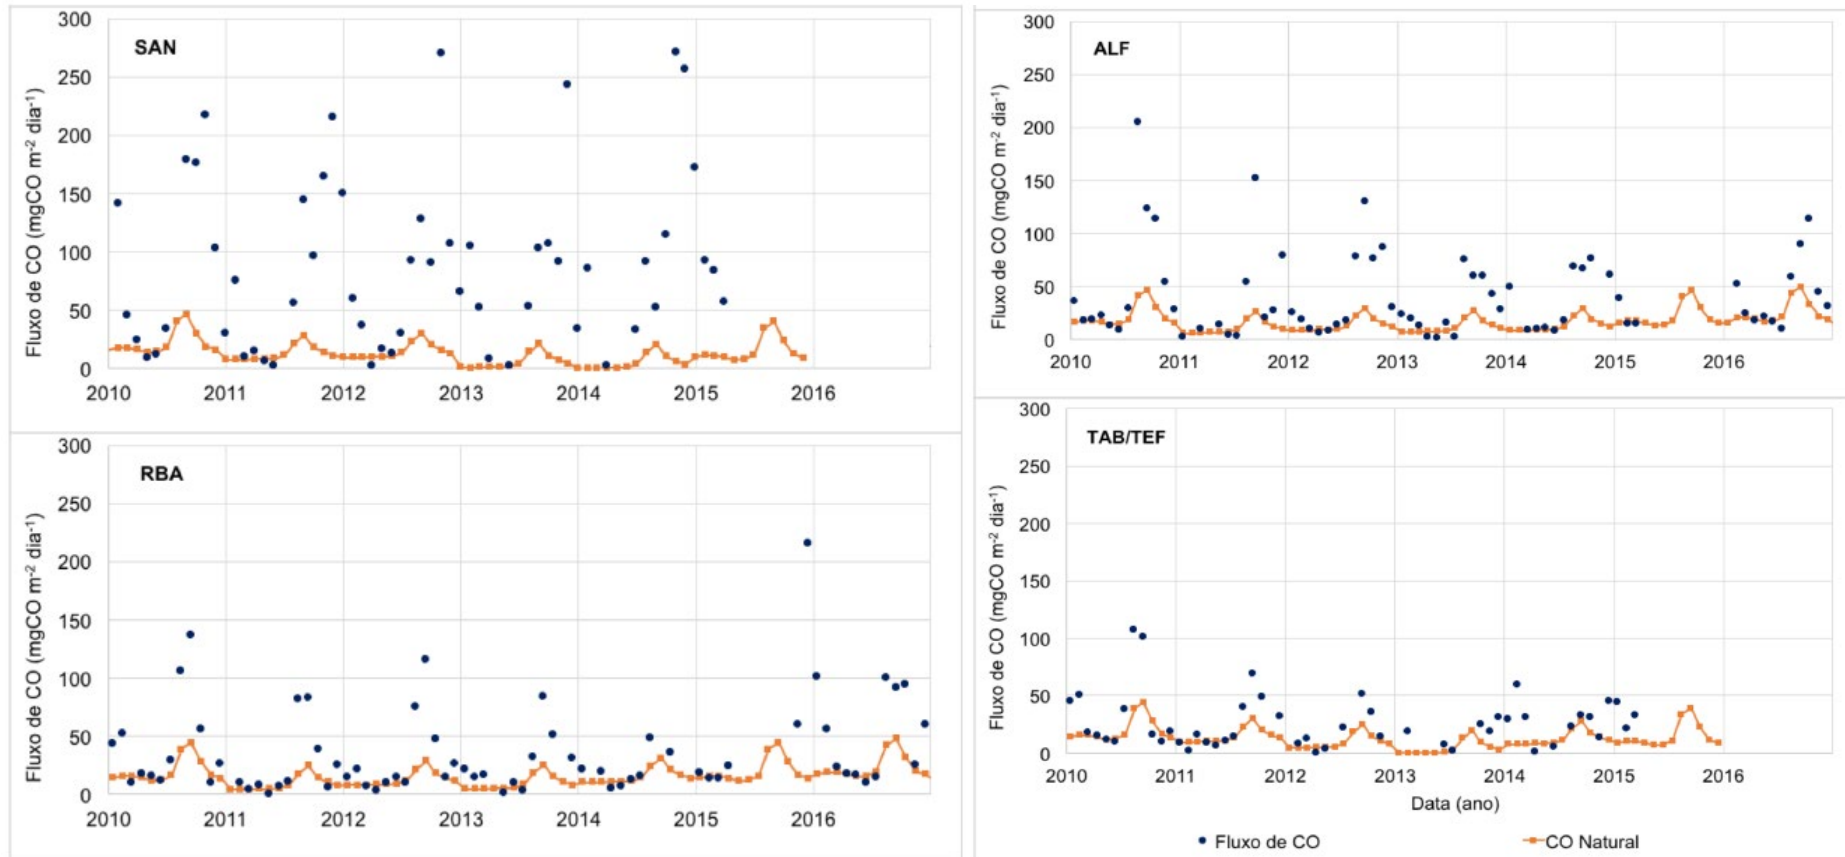 SAN
Fluxo de CO (mgCO m⁻² dia⁻¹)
300
250
200
150
100
50
0
2010 2011 2012 2013 2014 2015 2016
ALF
Fluxo de CO (mgCO m⁻² dia⁻¹)
300
250
200
150
100
50
0
2010 2011 2012 2013 2014 2015 2016
RBA
Fluxo de CO (mgCO m⁻² dia⁻¹)
300
250
200
150
100
50
0
2010 2011 2012 2013 2014 2015 2016
TAB/TEF
Fluxo de CO (mgCO m⁻² dia⁻¹)
300
250
200
150
100
50
0
2010 2011 2012 2013 2014 2015 2016
Data (ano)
Fluxo de CO CO Natural